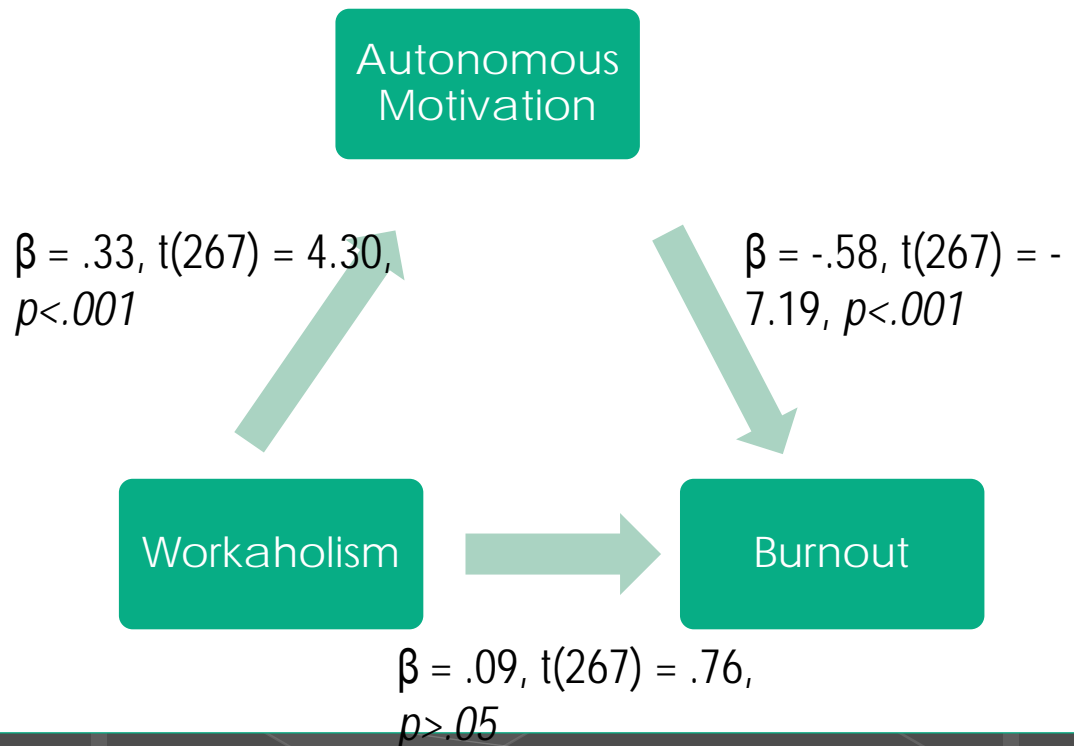 Autonomous
Motivation
β = .33, t(267) = 4.30,
p<.001
β = -.58, t(267) = -
7.19, p<.001
Workaholism
Burnout
β = .09, t(267) = .76,
p>.05